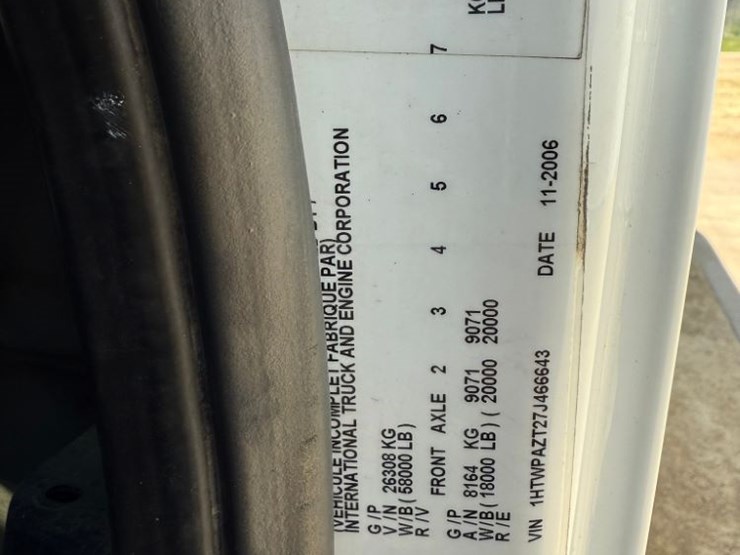 (VEHICULE INCOMPLET FABRIQUE PAR)
INTERNATIONAL TRUCK AND ENGINE CORPORATION
G/P
V/N 26308 KG
W/B ( 58000 LB )
R/V
FRONT AXLE 2 3 4 5 6 7
G/P
A/N 8164 KG 9071 9071
W/B ( 18000 LB ) ( 20000 20000
R/E
VIN 1HTWPAZT27J466643 DATE 11-2006